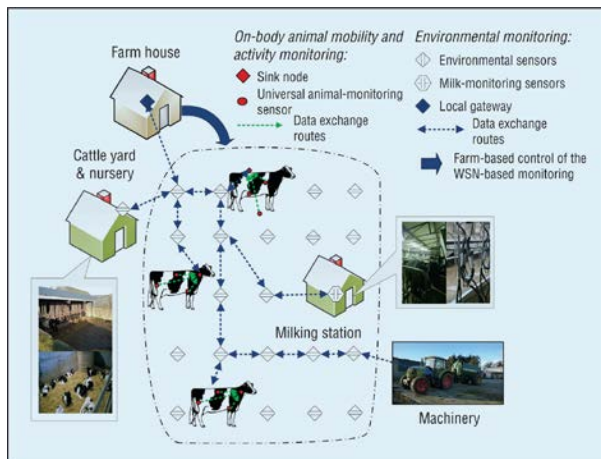 Farm house
On-body animal mobility and
activity monitoring:
Sink node
Universal animal-monitoring
sensor
Data exchange
routes
Environmental monitoring:
Environmental sensors
Milk-monitoring sensors
Local gateway
Data exchange
routes
Farm-based control of the
WSN-based monitoring
Cattle yard
& nursery
Milking station
Machinery